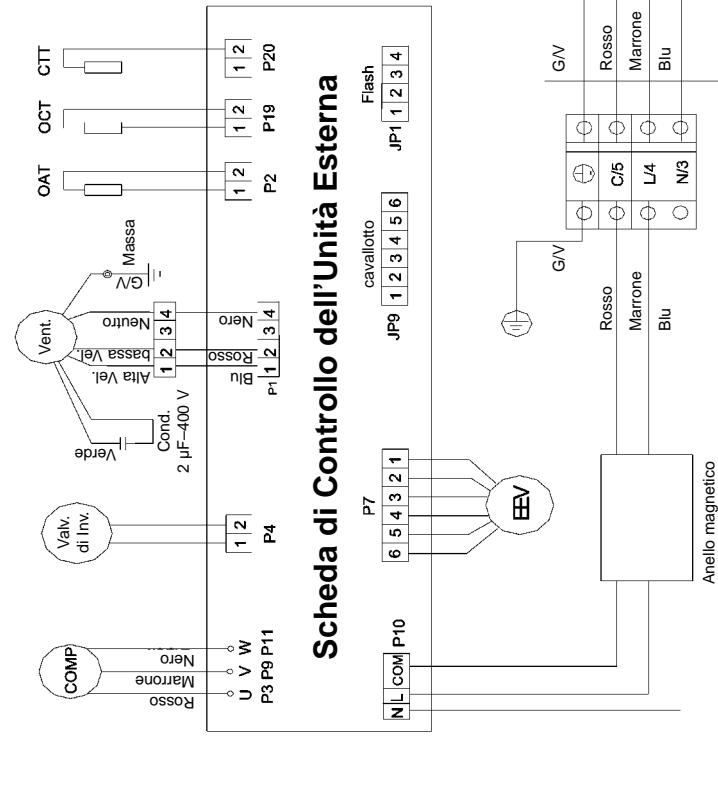 COMP
Rosso
Marrone
Nero
U V W
P3 P9 P11
Valv.
di Inv.
1 2
P4
Verde
Cond.
2 µF–400 V
Vent.
G/V
Massa
Alta Vel.
bassa Vel.
Neutro
1 2 3 4
Blu
Rosso
Nero
1 2 3 4
P1
OAT
1 2
P2
OCT
1 2
P19
CTT
1 2
P20
Scheda di Controllo dell'Unità Esterna
N L COM
P10
P7
6 5 4 3 2 1
EEV
cavallotto
JP9
1 2 3 4 5 6
Flash
JP1
1 2 3 4
Anello magnetico
G/V
Rosso
Marrone
Blu
C/5
L/4
N/3
G/V
Rosso
Marrone
Blu